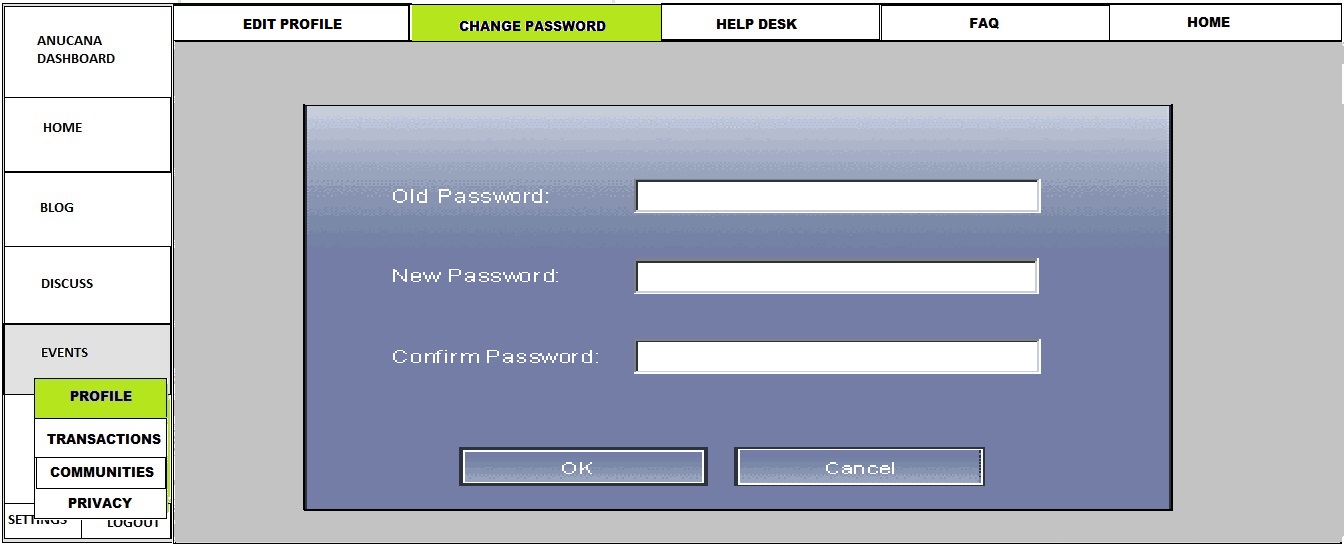 EDIT PROFILE
CHANGE PASSWORD
HELP DESK
FAQ
HOME
ANUCANA
DASHBOARD
HOME
BLOG
DISCUSS
EVENTS
PROFILE
TRANSACTIONS
COMMUNITIES
PRIVACY
SETTINGS
LOGOUT
Old Password:
New Password:
Confirm Password:
OK
Cancel